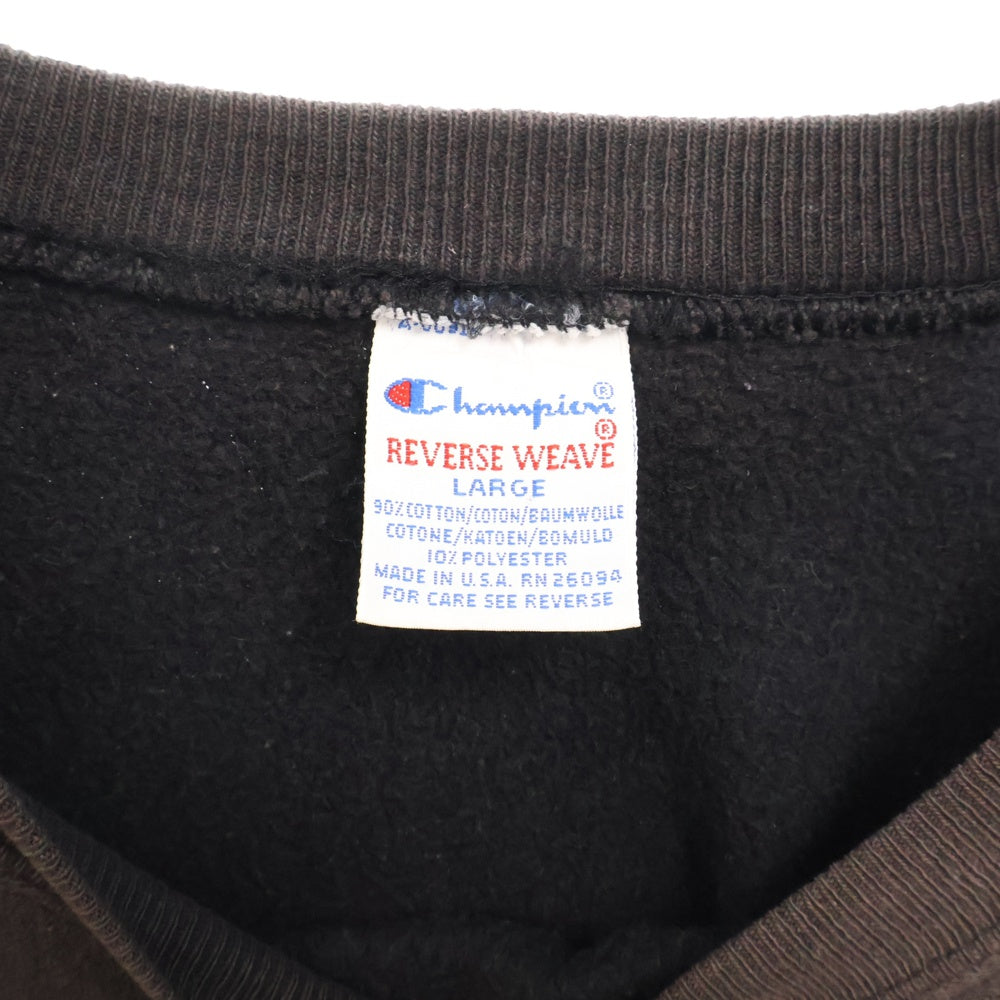 Champion®
REVERSE WEAVE®
LARGE
90% COTTON/COTON/BAUMWOLLE
COTONE/KATOEN/BOMULD
10% POLYESTER
MADE IN U.S.A. RN 26094
FOR CARE SEE REVERSE